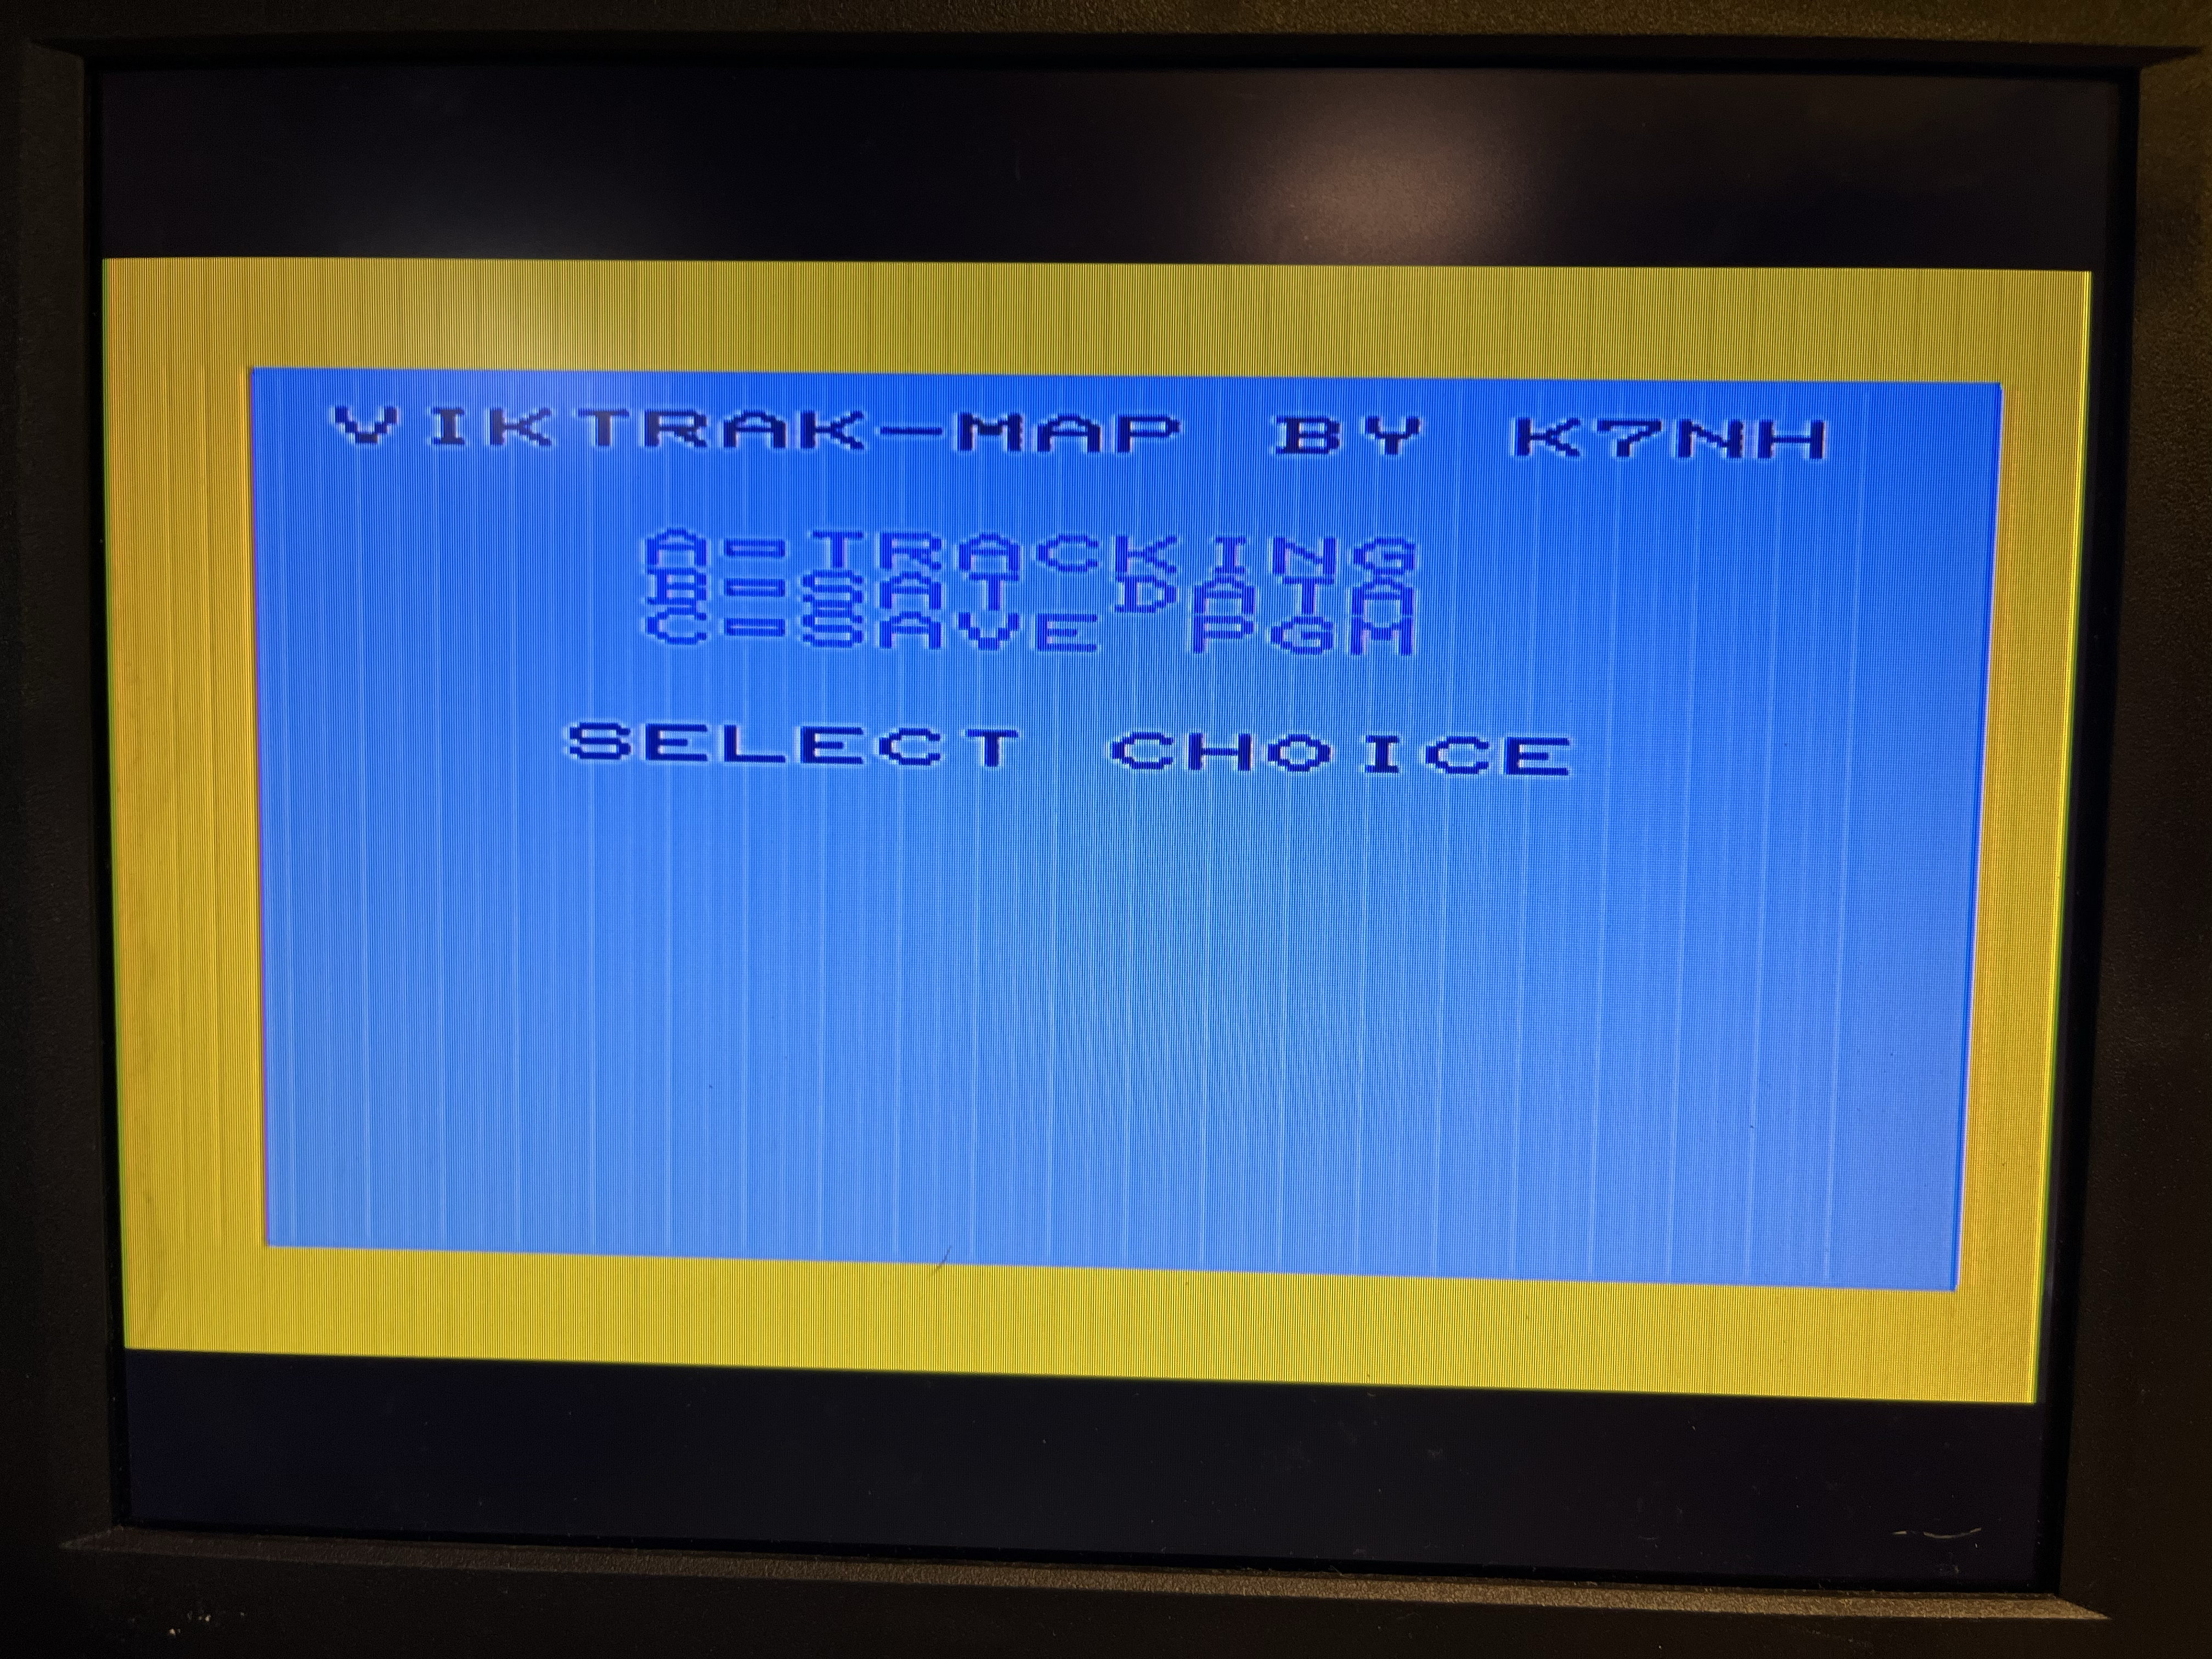 VIKTRAK-MAP BY K7NH
A=TRACKING
B=SAT DATA
C=SAVE PGM
SELECT CHOICE